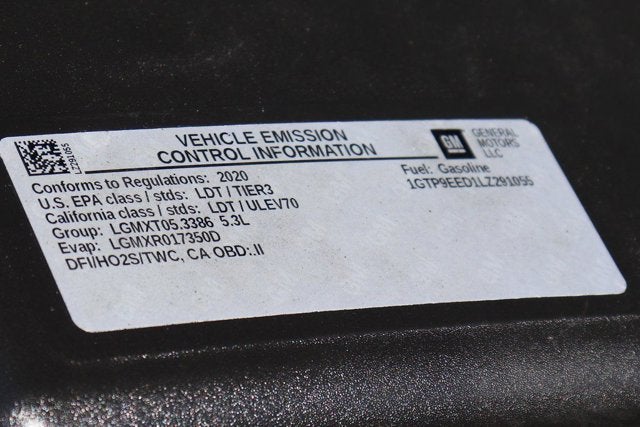 VEHICLE EMISSION
CONTROL INFORMATION
GM
GENERAL
MOTORS
LLC
LZ291055
Conforms to Regulations: 2020
U.S. EPA class / stds: LDT / TIER3
California class / stds: LDT / ULEV70
Group: LGMXT05.3386 5.3L
Evap: LGMXR017350D
DFI/HO2S/TWC, CA OBD:.II
Fuel: Gasoline
1GTP9EED1LZ291055